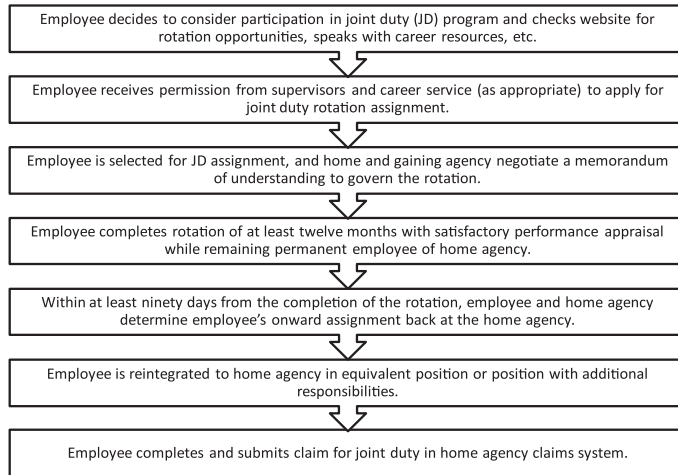 Employee decides to consider participation in joint duty (JD) program and checks website for
rotation opportunities, speaks with career resources, etc.
Employee receives permission from supervisors and career service (as appropriate) to apply for
joint duty rotation assignment.
Employee is selected for JD assignment, and home and gaining agency negotiate a memorandum
of understanding to govern the rotation.
Employee completes rotation of at least twelve months with satisfactory performance appraisal
while remaining permanent employee of home agency.
Within at least ninety days from the completion of the rotation, employee and home agency
determine employee’s onward assignment back at the home agency.
Employee is reintegrated to home agency in equivalent position or position with additional
responsibilities.
Employee completes and submits claim for joint duty in home agency claims system.